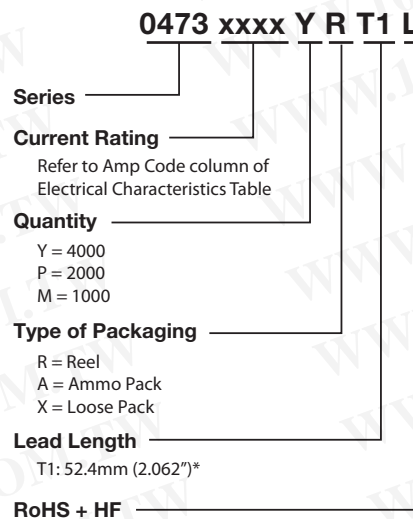 0473 xxxx Y R T1 L
Series
Current Rating
Refer to Amp Code column of
Electrical Characteristics Table
Quantity
Y = 4000
P = 2000
M = 1000
Type of Packaging
R = Reel
A = Ammo Pack
X = Loose Pack
Lead Length
T1: 52.4mm (2.062″)*
RoHS + HF